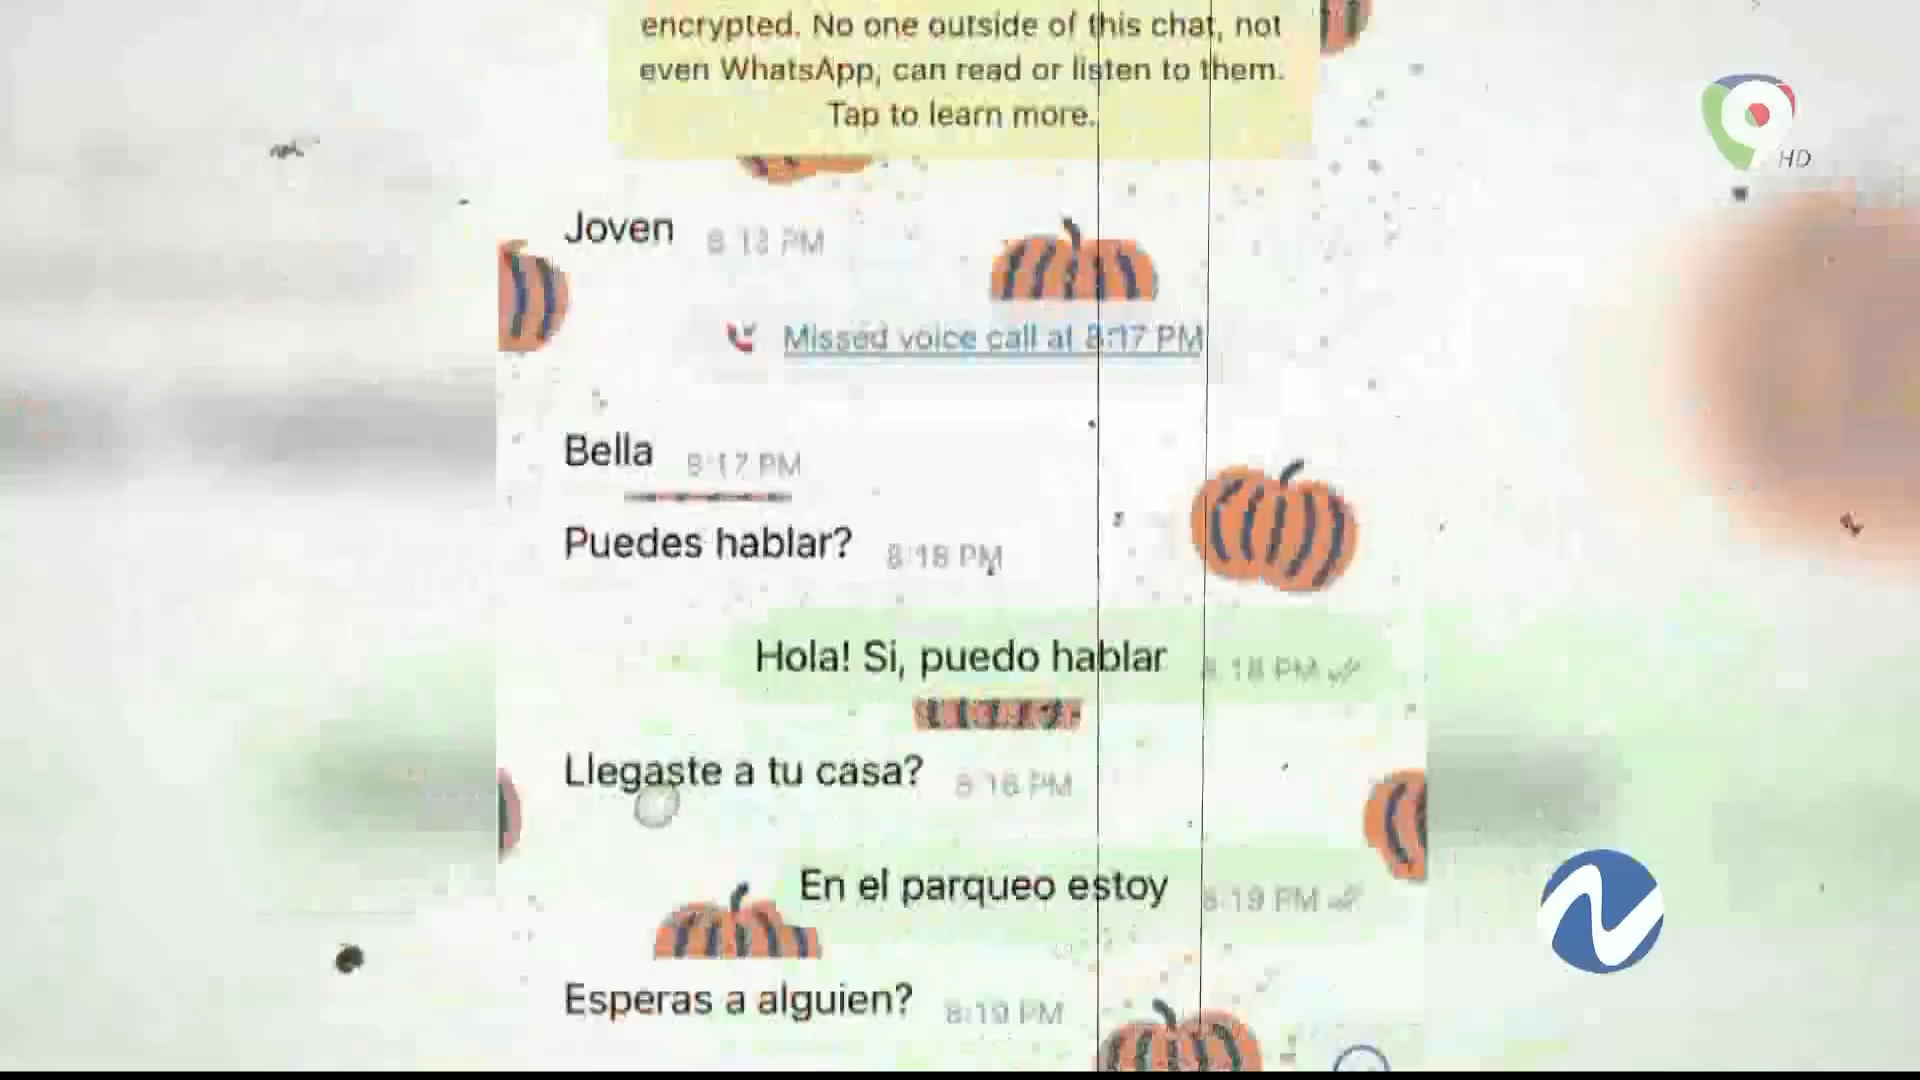 encrypted. No one outside of this chat, not
even WhatsApp, can read or listen to them.
Tap to learn more.
HD
Joven 8:13 PM
Missed voice call at 8:17 PM
Bella 8:17 PM
Puedes hablar? 8:18 PM
Hola! Si, puedo hablar 8:18 PM
Llegaste a tu casa? 8:18 PM
En el parqueo estoy 8:19 PM
Esperas a alguien? 8:19 PM